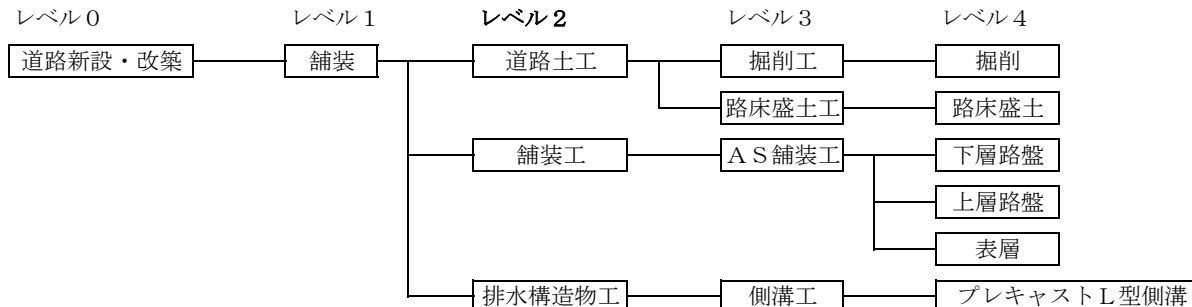 レベル０ レベル１ レベル２ レベル３ レベル４
道路新設・改築 舗装 道路土工 掘削工 掘削
路床盛土工 路床盛土
舗装工 ＡＳ舗装工 下層路盤
上層路盤
表層
排水構造物工 側溝工 プレキャストＬ型側溝